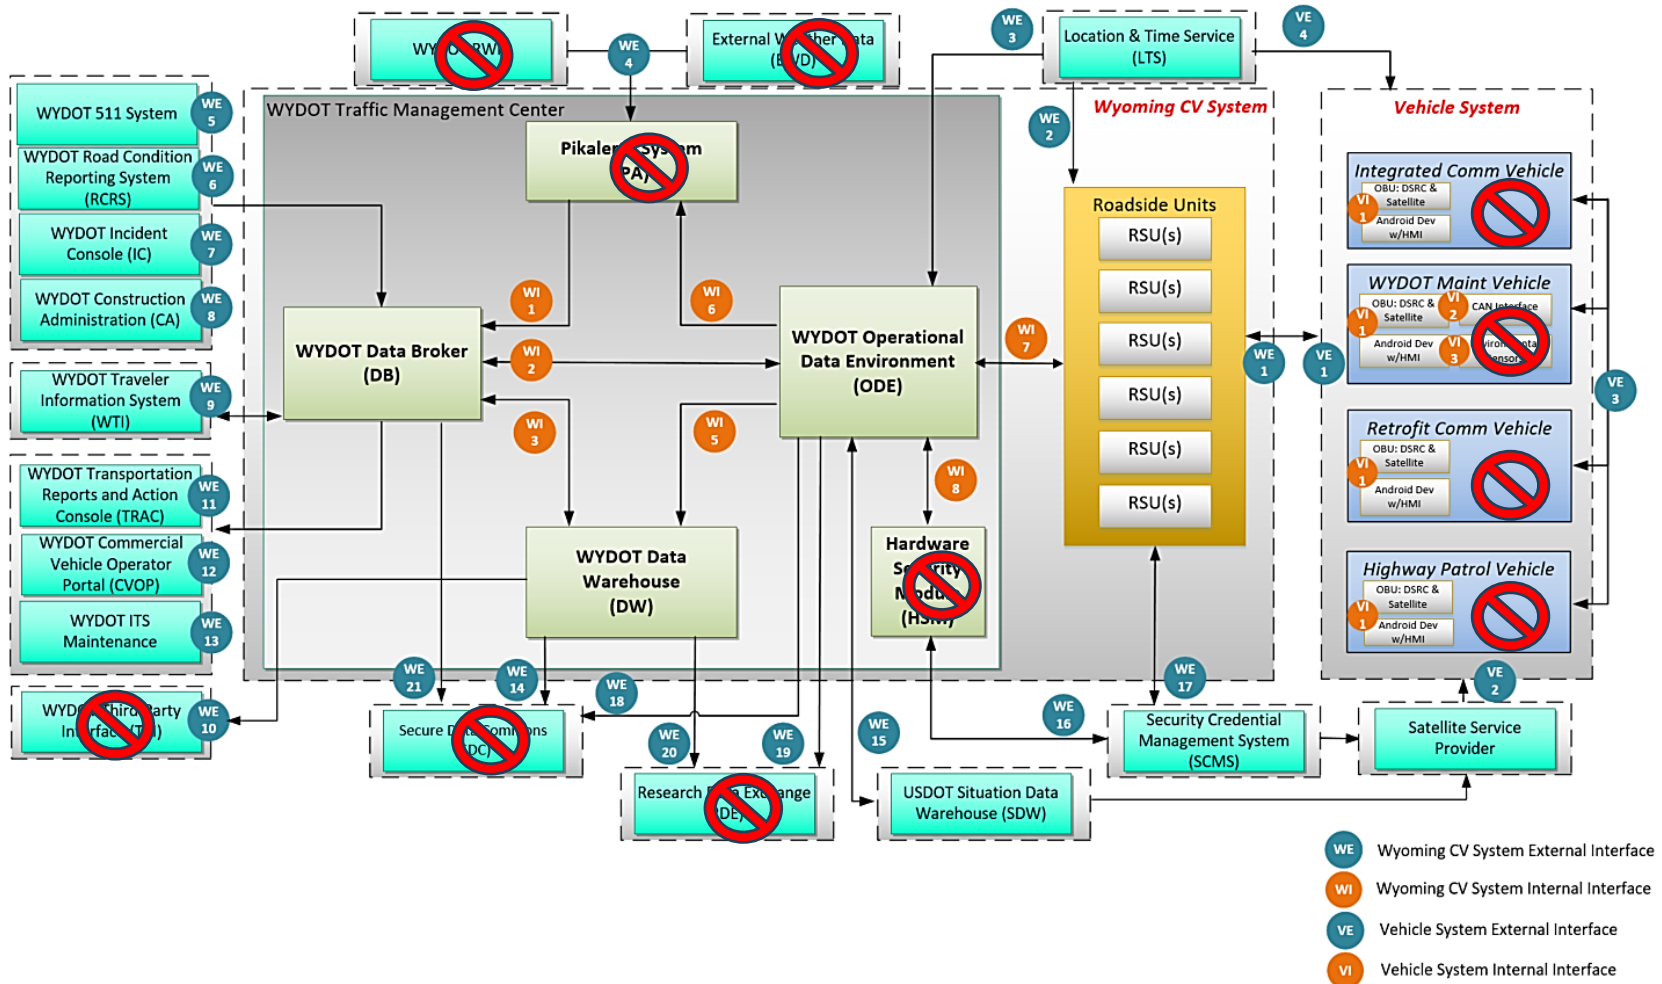 WE
3
Location & Time Service
(LTS)
VE
4
External
(
D)
WE
4
WYDOT 511 System
WE
5
WYDOT Road Condition
Reporting System
(RCRS)
WE
6
WYDOT Incident
Console (IC)
WE
7
WYDOT Construction
Administration (CA)
WE
8
WYDOT Traveler
Information System
(WTI)
WE
9
WYDOT Transportation
Reports and Action
Console (TRAC)
WE
11
WYDOT Commercial
Vehicle Operator
Portal (CVOP)
WE
12
WYDOT ITS
Maintenance
WE
13
Party
WE
10
WYDOT Traffic Management Center
System
WI
1
WI
6
WYDOT Data Broker
(DB)
WI
2
WYDOT Operational
Data Environment
(ODE)
WI
3
WI
5
WI
7
WI
8
WYDOT Data
Warehouse
(DW)
Hardware
Wyoming CV System
WE
2
Roadside Units
RSU(s)
RSU(s)
RSU(s)
RSU(s)
RSU(s)
RSU(s)
WE
1
VE
1
Vehicle System
Integrated Comm Vehicle
OBU: DSRC &
Satellite
VI
1
Android Dev
w/HMI
WYDOT Maint Vehicle
OBU: DSRC &
Satellite
VI
2
CAN Interface
VI
1
Android Dev
w/HMI
VI
3
VE
3
Retrofit Comm Vehicle
OBU: DSRC &
Satellite
VI
1
Android Dev
w/HMI
Highway Patrol Vehicle
OBU: DSRC &
Satellite
VI
1
Android Dev
w/HMI
VE
2
WE
21
WE
14
WE
18
Secure
WE
20
WE
19
Research
Exchange
WE
15
WE
16
WE
17
Security Credential
Management System
(SCMS)
Satellite Service
Provider
USDOT Situation Data
Warehouse (SDW)
WE Wyoming CV System External Interface
WI Wyoming CV System Internal Interface
VE Vehicle System External Interface
VI Vehicle System Internal Interface